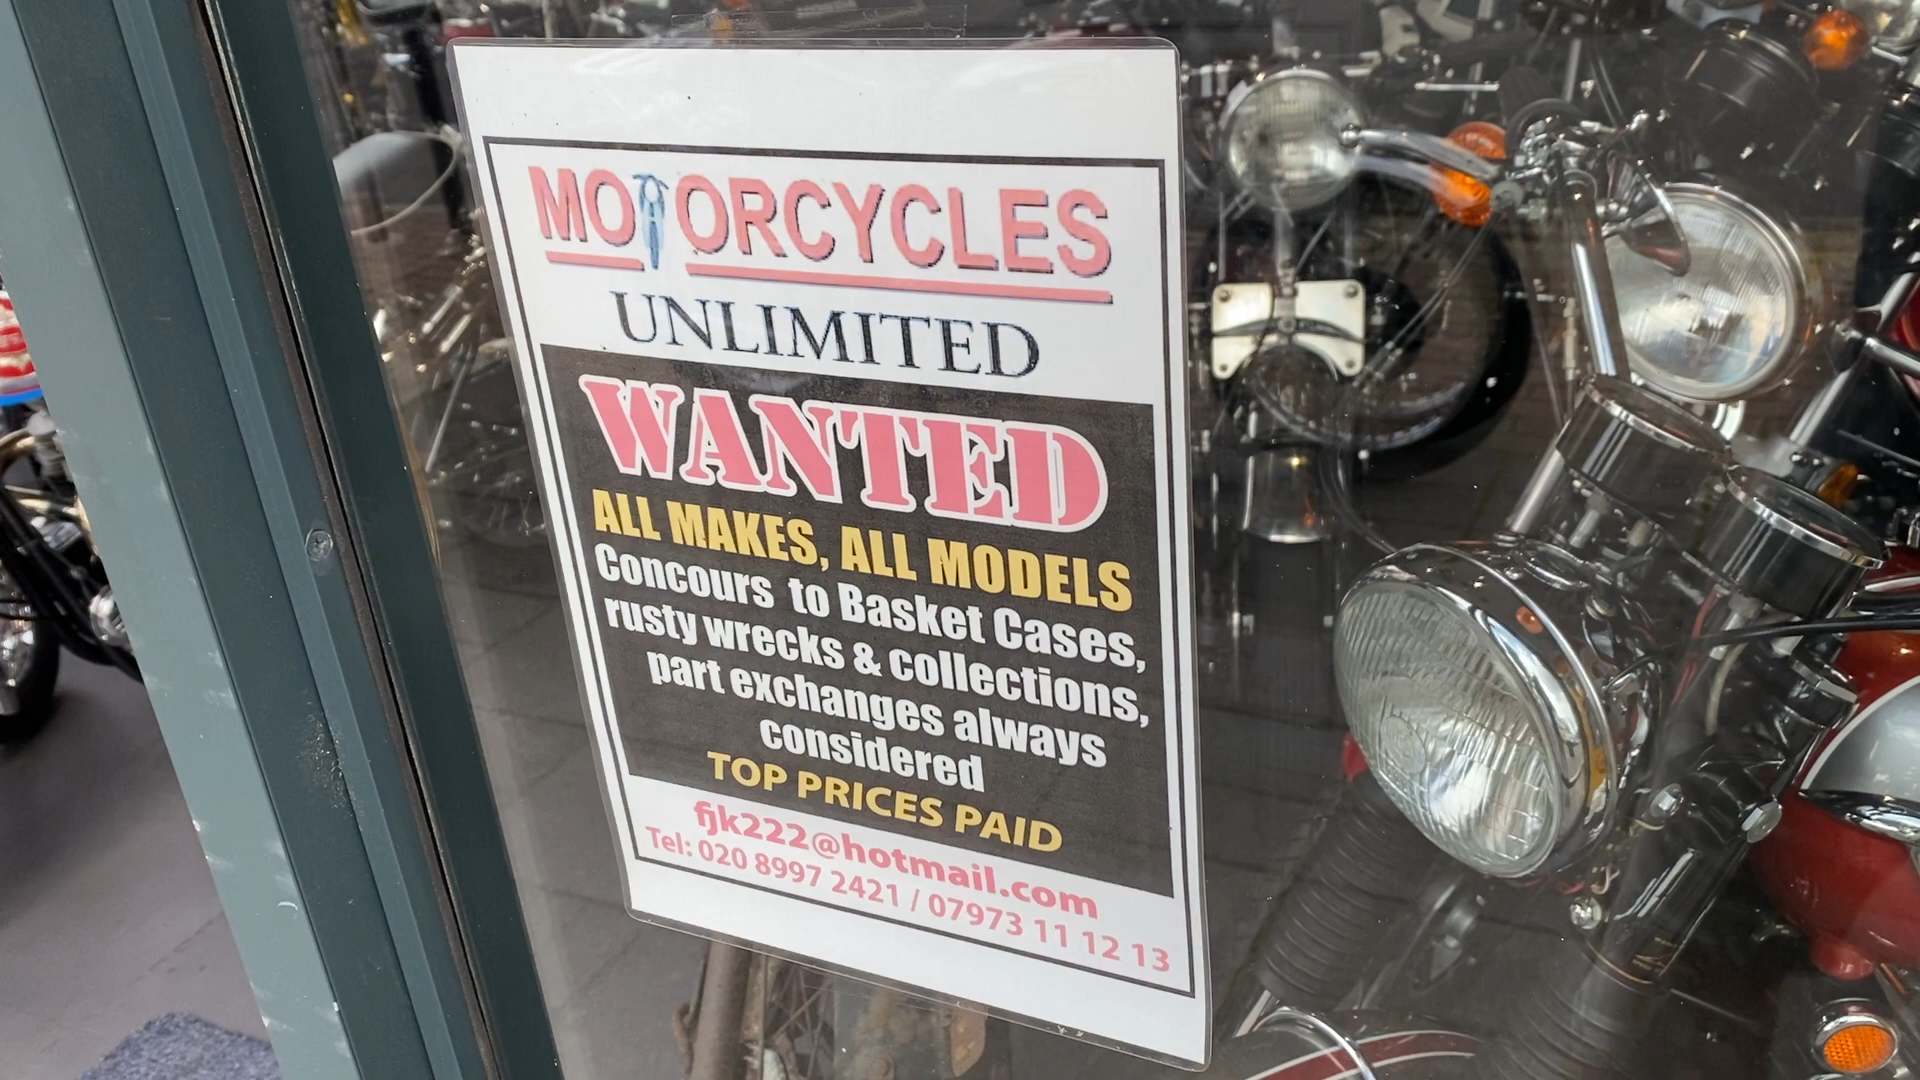 MOTORCYCLES
UNLIMITED
WANTED
ALL MAKES, ALL MODELS
Concours to Basket Cases,
rusty wrecks & collections,
part exchanges always
considered
TOP PRICES PAID
fjk222@hotmail.com
Tel: 020 8997 2421 / 07973 11 12 13